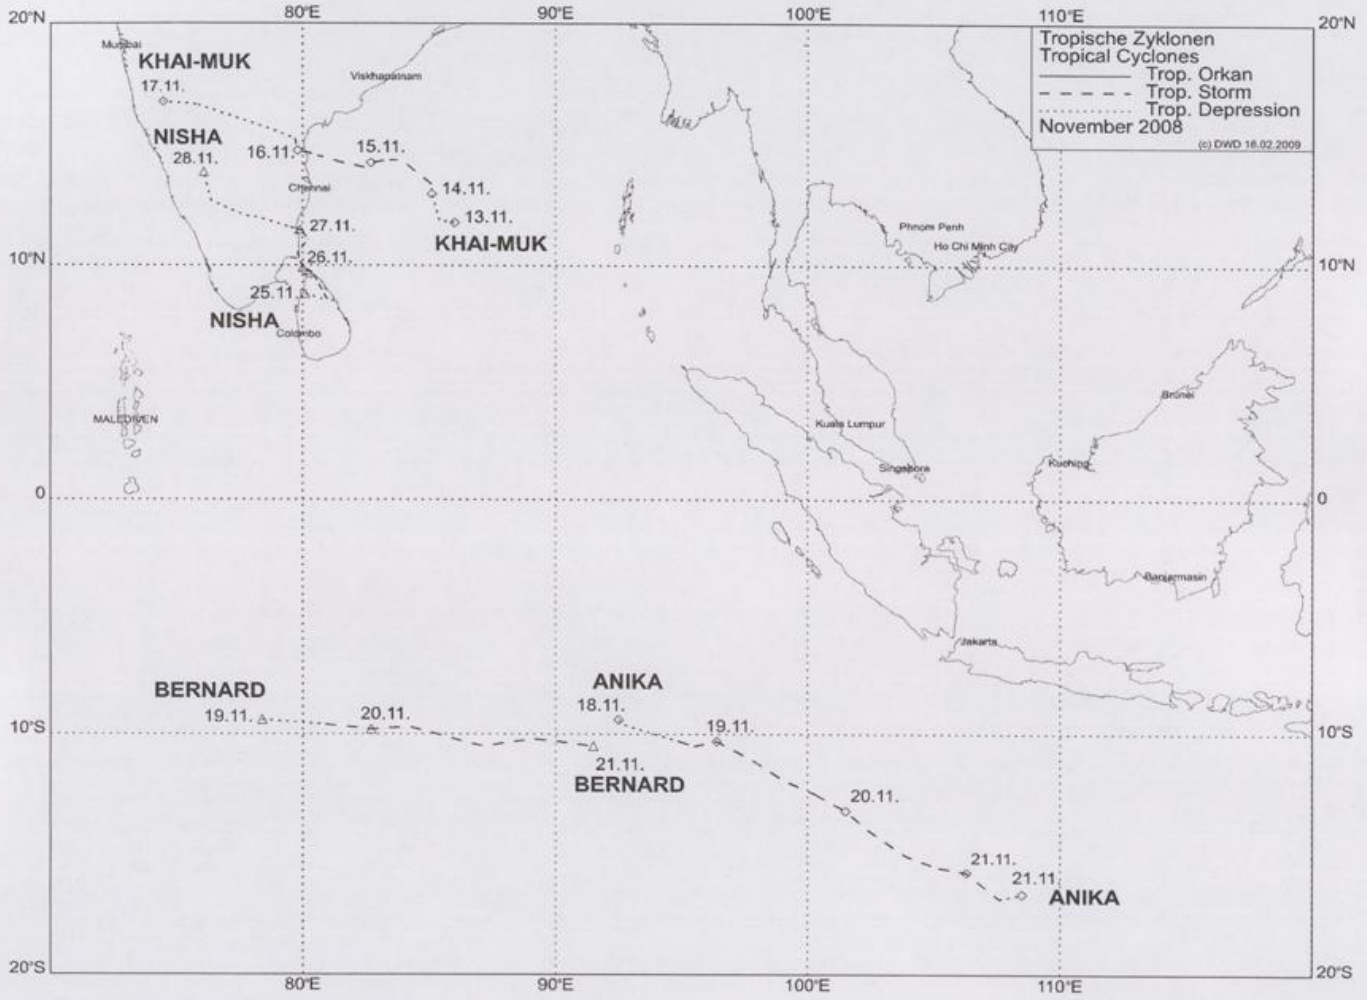 80°E 90°E 100°E 110°E
20°N 20°N
Tropische Zyklonen
Tropical Cyclones
Trop. Orkan
Trop. Storm
Trop. Depression
November 2008
(c) DWD 16.02.2009
Mumbai
KHAI-MUK
17.11.
Viskhapatnam
NISHA
28.11.
16.11.
15.11.
Chennai
14.11.
13.11.
KHAI-MUK
27.11.
26.11.
10°N 10°N
25.11.
NISHA
Colombo
Phnom Penh
Ho Chi Minh City
MALEDIVEN
Brunei
Kuala Lumpur
Singapore
Kuching
0 0
Banjarmasin
Jakarta
BERNARD
19.11.
20.11.
ANIKA
18.11.
19.11.
10°S 10°S
21.11.
BERNARD
20.11.
21.11.
21.11.
ANIKA
20°S 20°S
80°E 90°E 100°E 110°E